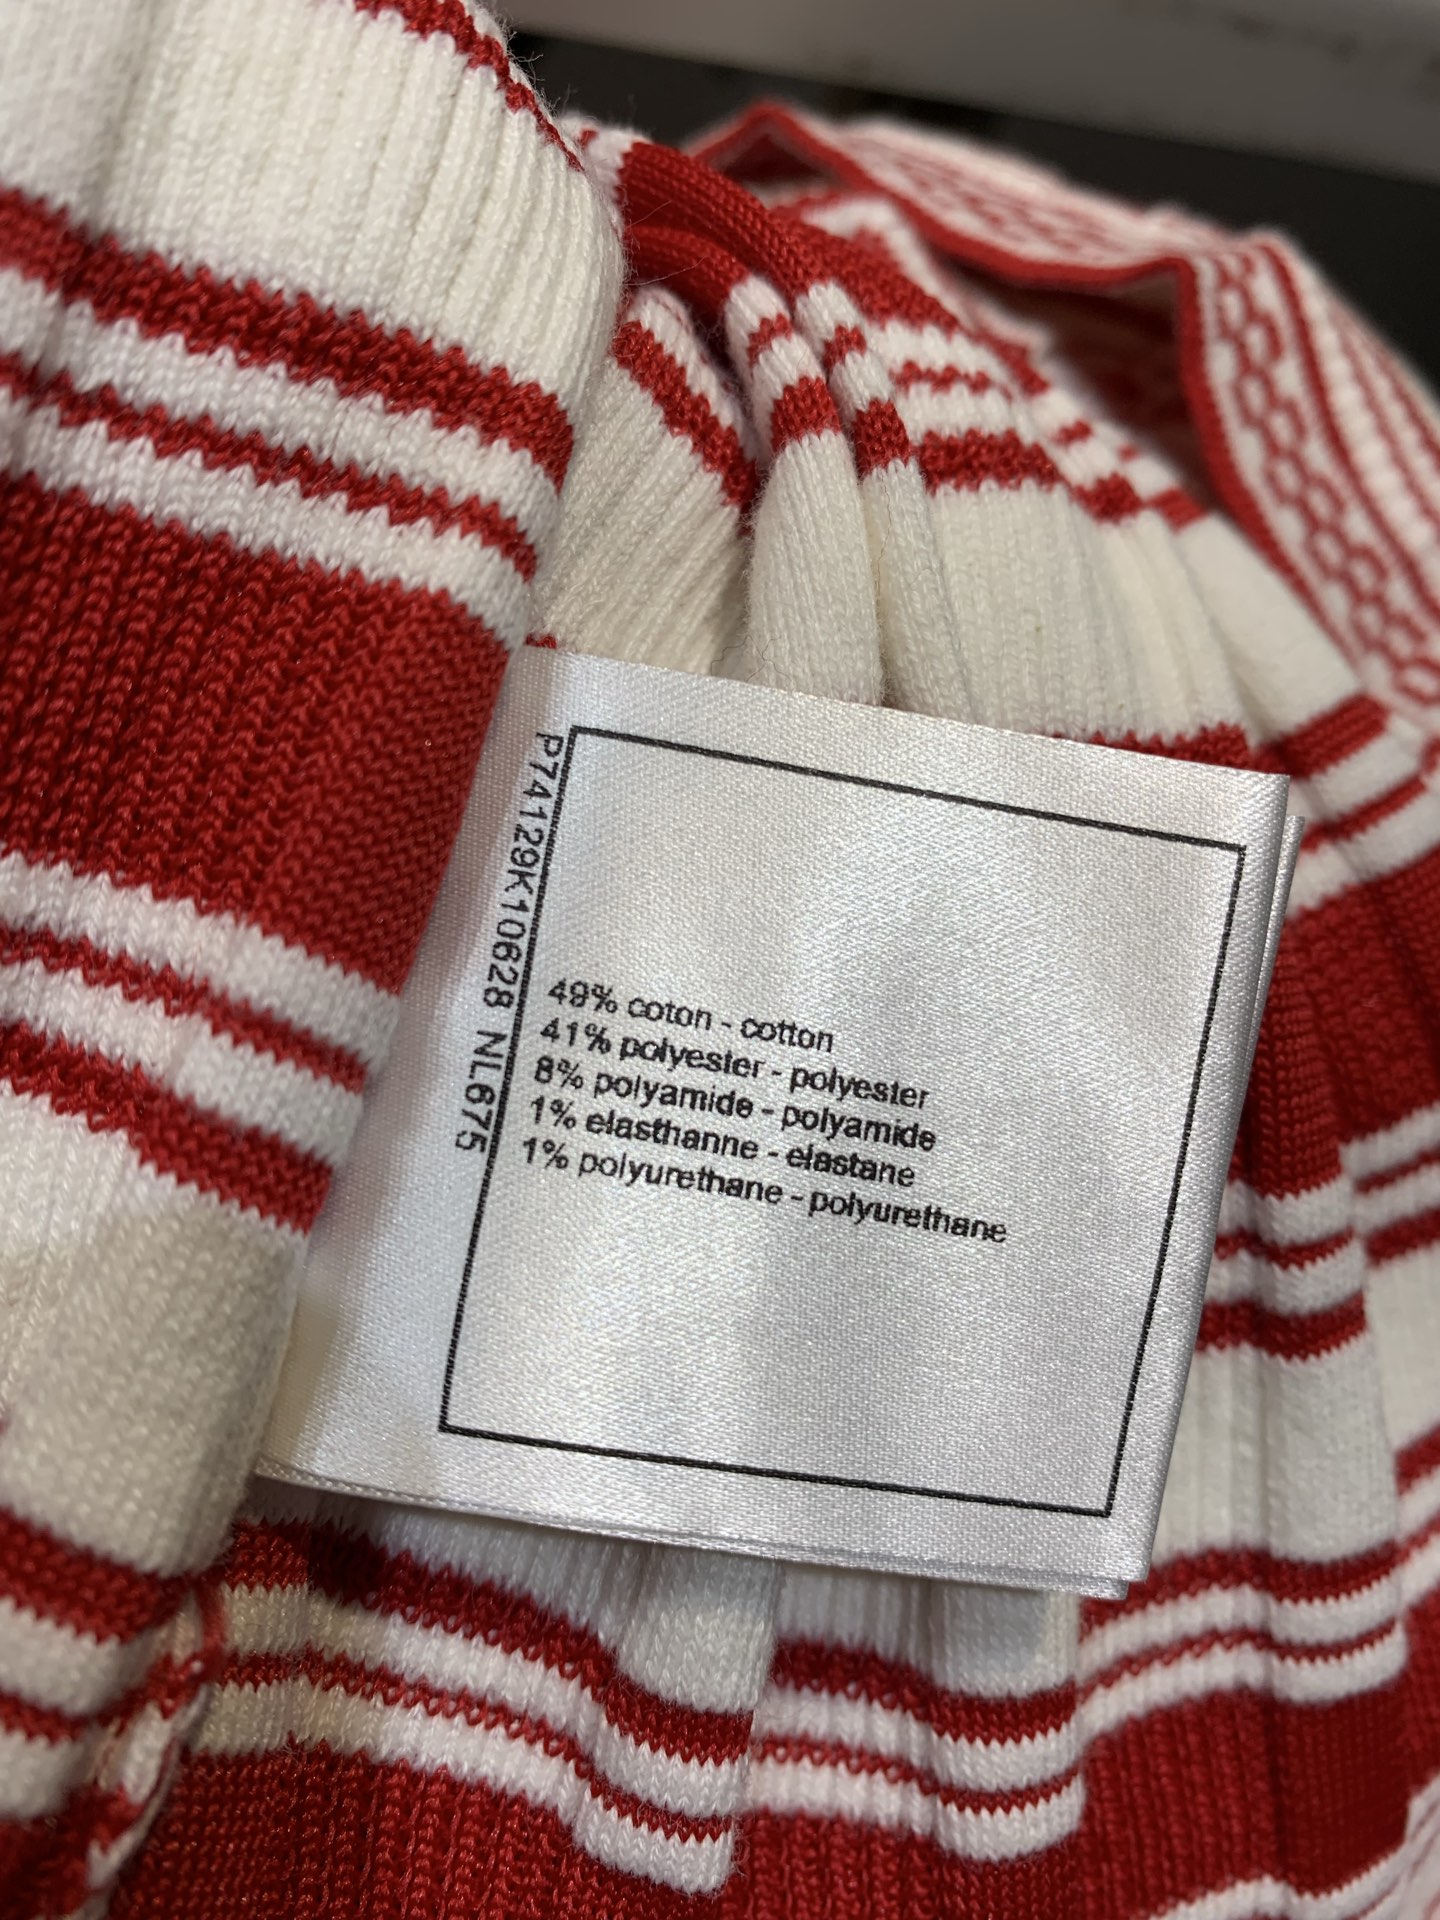 P74129K10628 NL675
49% coton - cotton
41% polyester - polyester
8% polyamide - polyamide
1% elasthanne - elastane
1% polyurethane - polyurethane